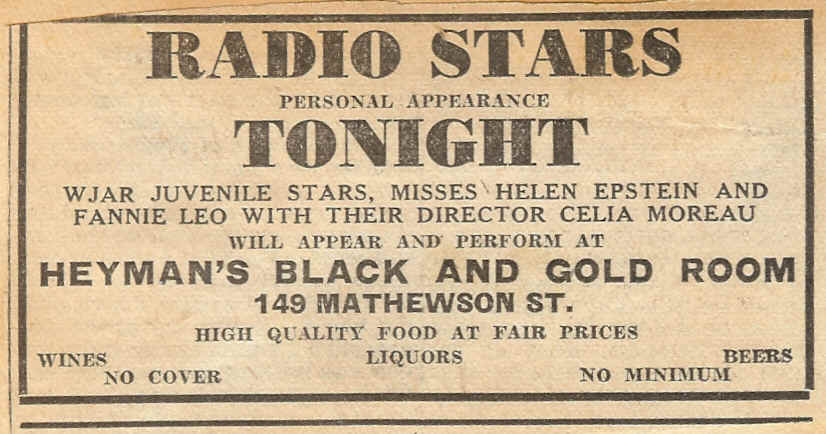 RADIO STARS
PERSONAL APPEARANCE
TONIGHT
WJAR JUVENILE STARS, MISSES HELEN EPSTEIN AND
FANNIE LEO WITH THEIR DIRECTOR CELIA MOREAU
WILL APPEAR AND PERFORM AT
HEYMAN'S BLACK AND GOLD ROOM
149 MATHEWSON ST.
HIGH QUALITY FOOD AT FAIR PRICES
WINES LIQUORS BEERS
NO COVER NO MINIMUM